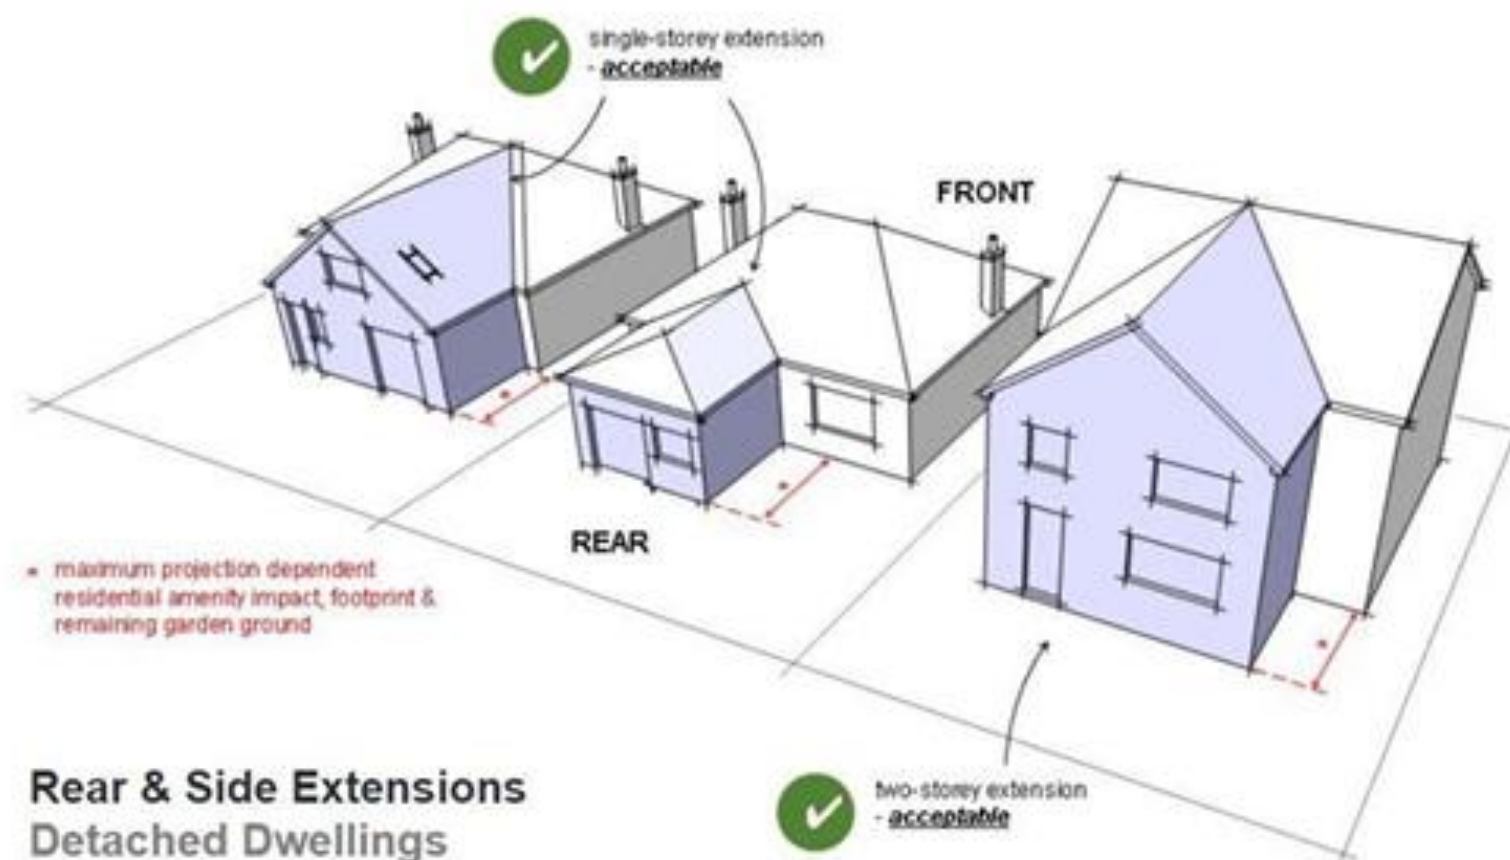 single-storey extension
- acceptable
FRONT
REAR
* maximum projection dependent
residential amenity impact, footprint &
remaining garden ground
two-storey extension
- acceptable
Rear & Side Extensions
Detached Dwellings